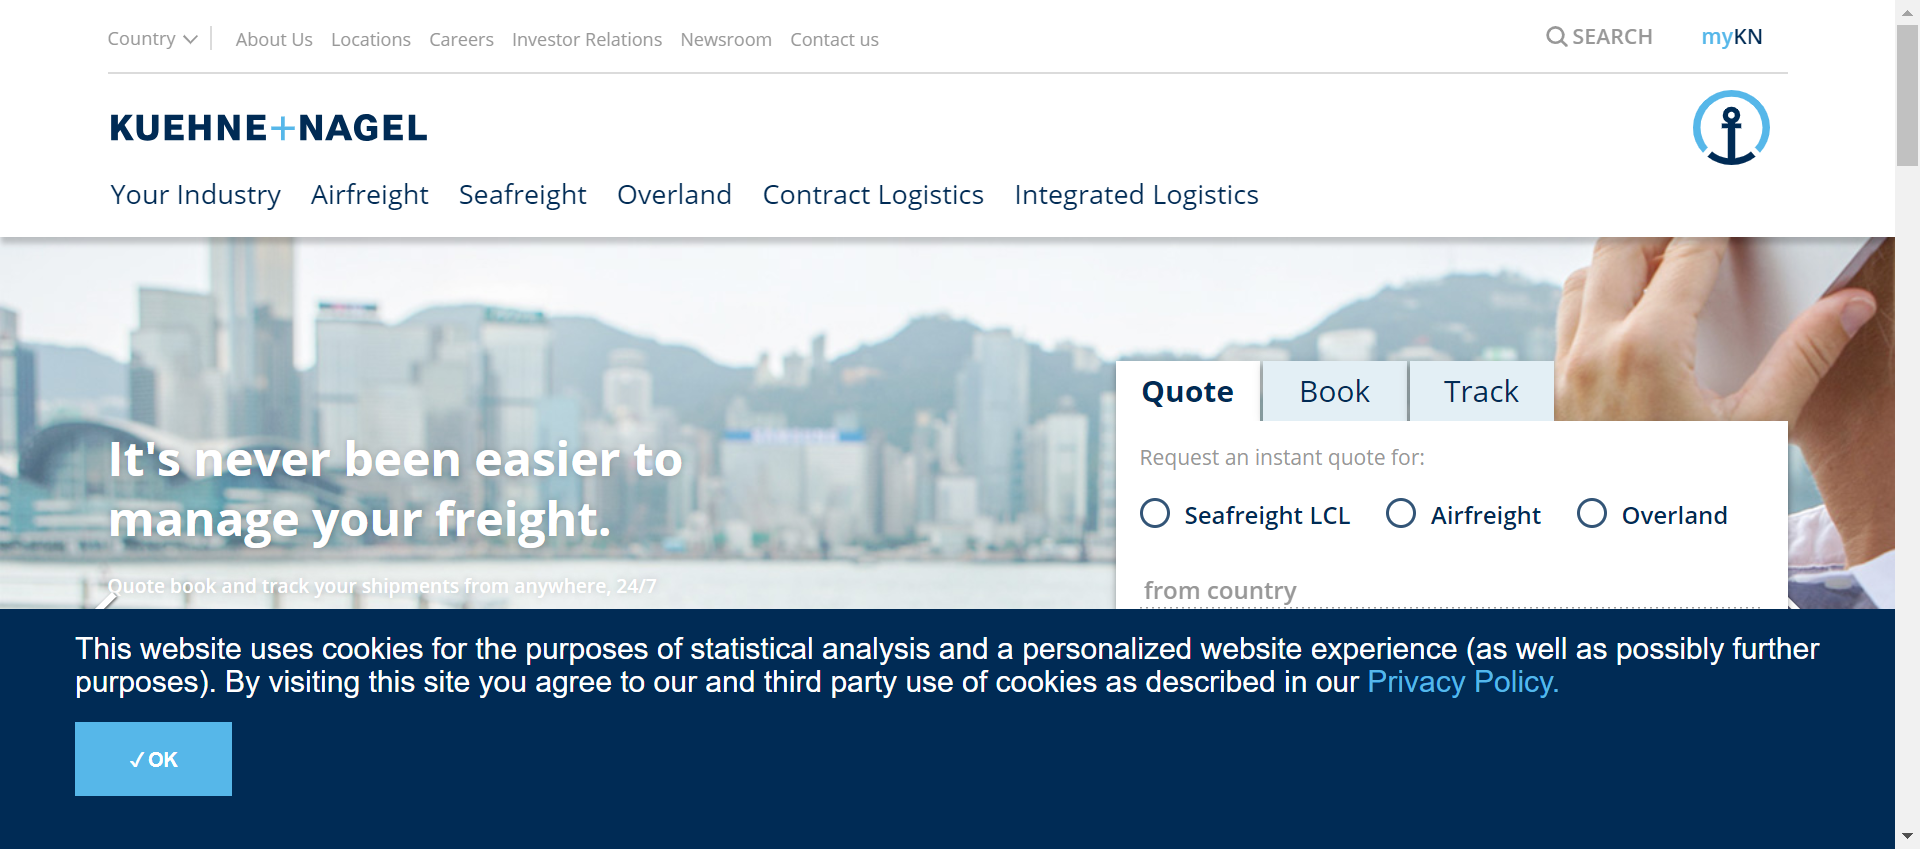 Country
About Us Locations Careers Investor Relations Newsroom Contact us
SEARCH
myKN
KUEHNE+NAGEL
Your Industry Airfreight Seafreight Overland Contract Logistics Integrated Logistics
Quote Book Track
Request an instant quote for:
Seafreight LCL Airfreight Overland
from country
It's never been easier to
manage your freight.
Quote book and track your shipments from anywhere, 24/7
This website uses cookies for the purposes of statistical analysis and a personalized website experience (as well as possibly further
purposes). By visiting this site you agree to our and third party use of cookies as described in our Privacy Policy.
✓OK